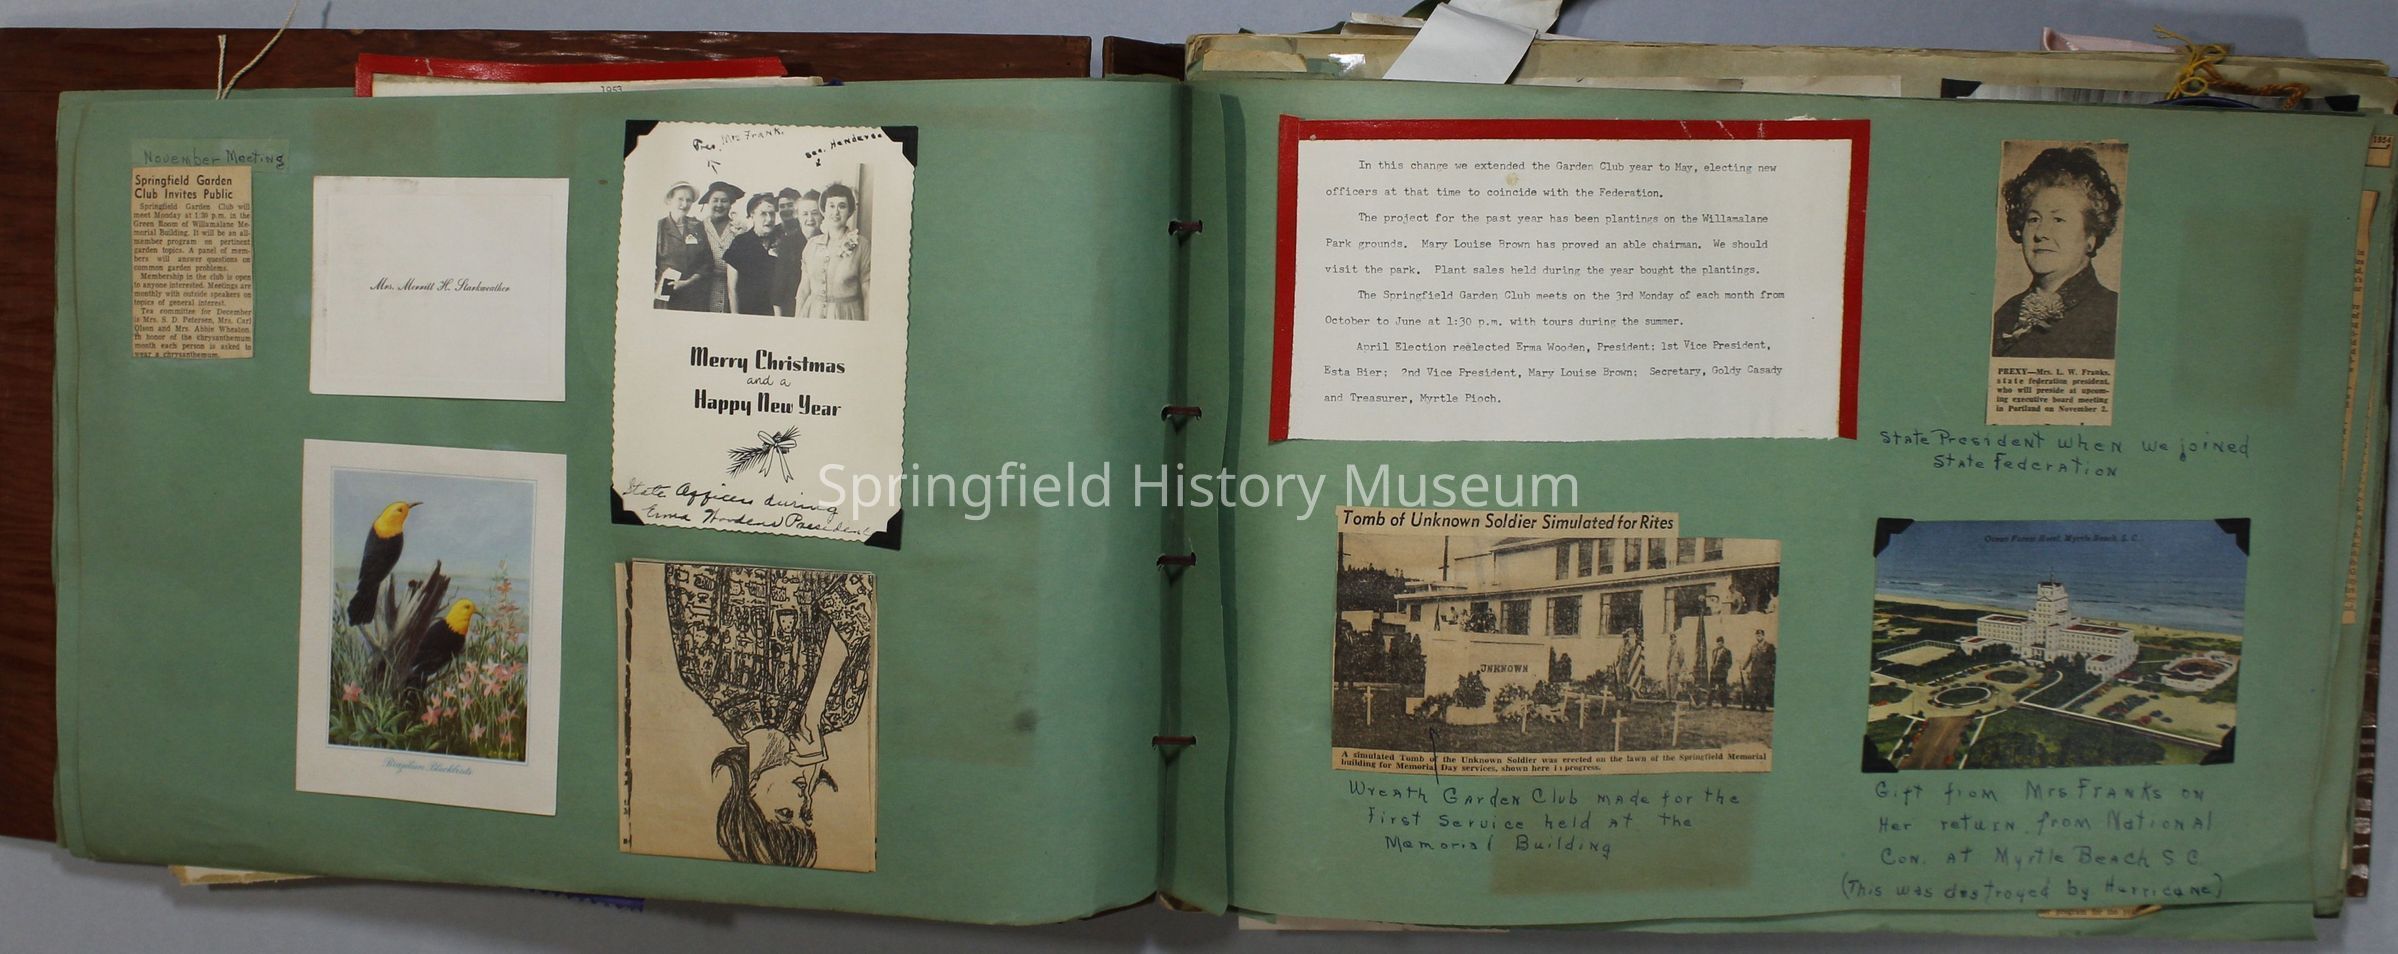 1953
November Meeting
Springfield Garden
Club Invites Public
Springfield Garden Club will
meet Monday at 1:30 p.m. in the
Green Room of Willamalane Me-
morial Building. It will be an all-
member program on pertinent
garden topics. A panel of mem-
bers will answer questions on
common garden problems.
Membership in the club is open
to anyone interested. Meetings are
monthly with outside speakers on
topics of general interest.
Tea committee for December
is Mrs. S. D. Petersen, Mrs. Carl
Olson and Mrs. Abbie Wheaton.
In honor of the chrysanthemum
month each person is asked to
wear a chrysanthemum.
Mrs. Merritt H. Starkweather
Brazilian Blackbirds
Pres. Mrs Frank.
Sec. Henderso
Merry Christmas
and a
Happy New Year
State Officers during
Erma Woodens President
Springfield History Museum
In this change we extended the Garden Club year to May, electing new
officers at that time to coincide with the Federation.
The project for the past year has been plantings on the Willamalane
Park grounds. Mary Louise Brown has proved an able chairman. We should
visit the park. Plant sales held during the year bought the plantings.
The Springfield Garden Club meets on the 3rd Monday of each month from
October to June at 1:30 p.m. with tours during the summer.
April Election reëlected Erma Wooden, President: 1st Vice President,
Esta Bier; 2nd Vice President, Mary Louise Brown; Secretary, Goldy Casady
and Treasurer, Myrtle Pioch.
PREXY—Mrs. L. W. Franks,
state federation president,
who will preside at upcom-
ing executive board meeting
in Portland on November 2.
State President when we joined
State Federation
Tomb of Unknown Soldier Simulated for Rites
UNKNOWN
A simulated Tomb of the Unknown Soldier was erected on the lawn of the Springfield Memorial
building for Memorial Day services, shown here in progress.
Wreath Garden Club made for the
First Service held at the
Memorial Building
Ocean Forest Hotel, Myrtle Beach, S. C.
Gift from Mrs Franks on
Her return from National
Con. at Myrtle Beach S.C.
(This was destroyed by Hurricane)
1954